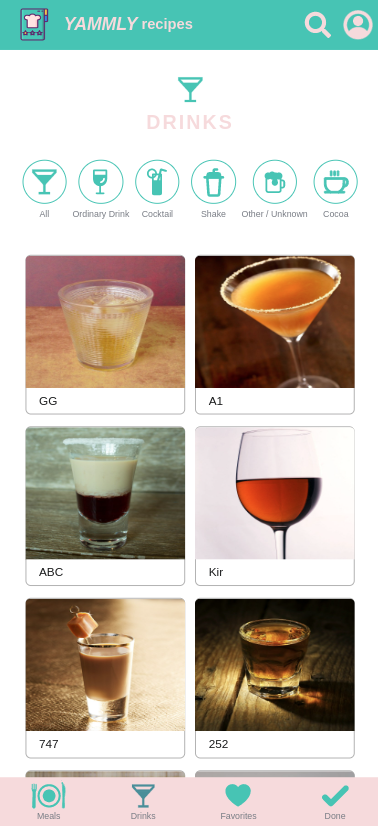 YAMMLY recipes
DRINKS
All Ordinary Drink Cocktail Shake Other / Unknown Cocoa
GG A1
ABC Kir
747 252
Meals Drinks Favorites Done